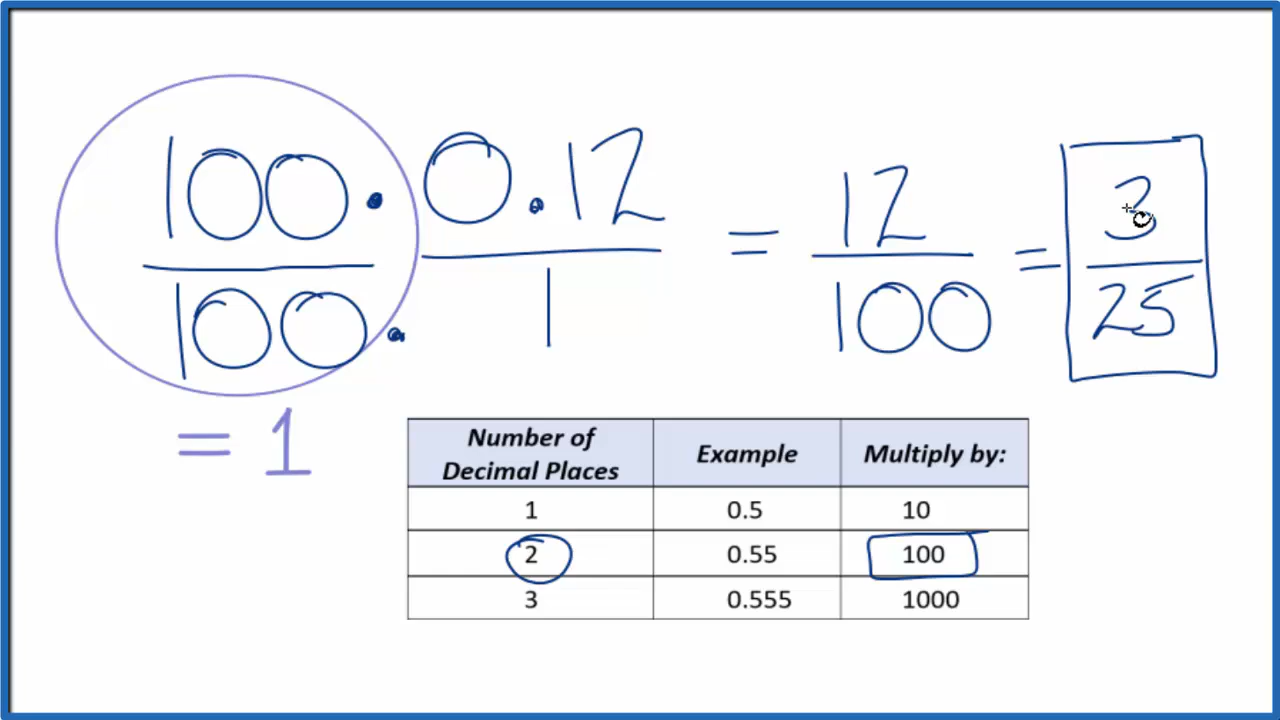 100 · 0.12 = 12 = 3
100 · 1 100 25
= 1
Number of Decimal Places Example Multiply by:
1 0.5 10
2 0.55 100
3 0.555 1000